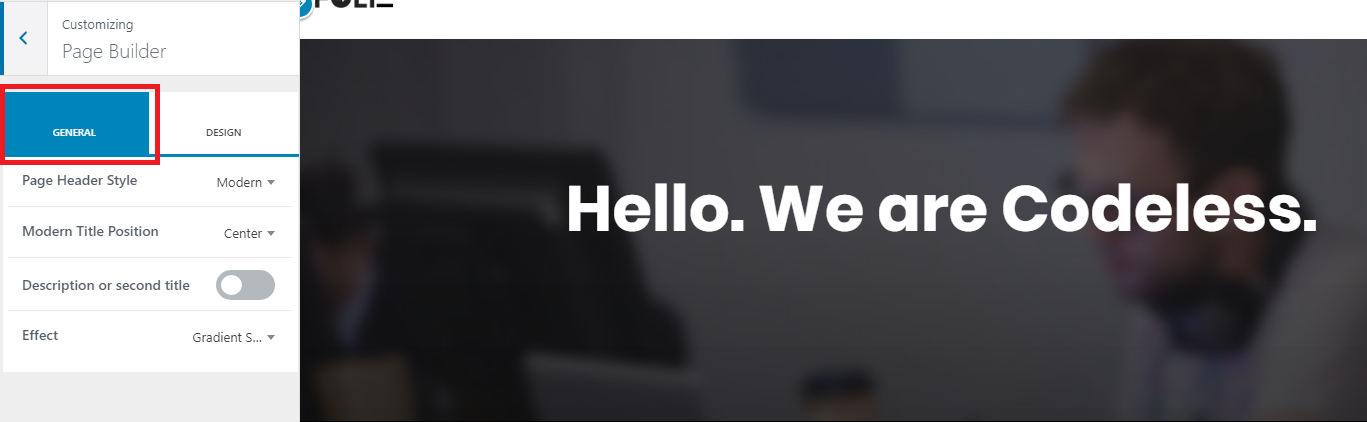 Customizing
Page Builder
GENERAL
DESIGN
Page Header Style
Modern
Modern Title Position
Center
Description or second title
Effect
Gradient S...
Hello. We are Codeless.